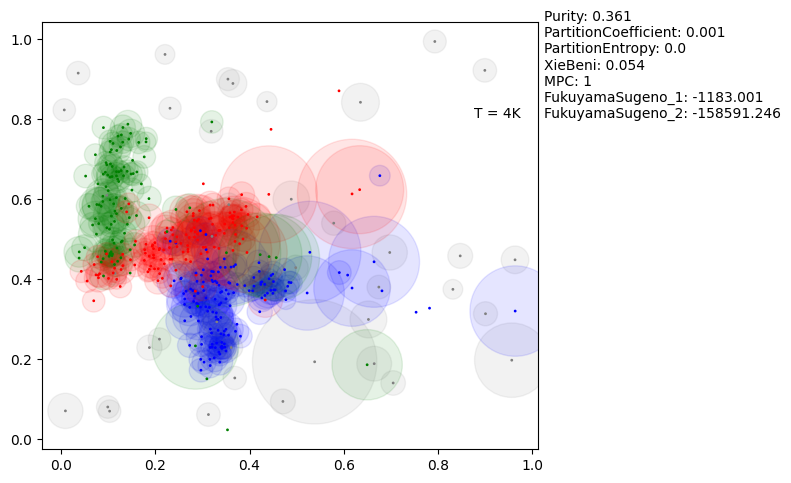 Purity: 0.361
PartitionCoefficient: 0.001
PartitionEntropy: 0.0
XieBeni: 0.054
MPC: 1
FukuyamaSugeno_1: -1183.001
FukuyamaSugeno_2: -158591.246
T = 4K
1.0
0.8
0.6
0.4
0.2
0.0
0.0 0.2 0.4 0.6 0.8 1.0